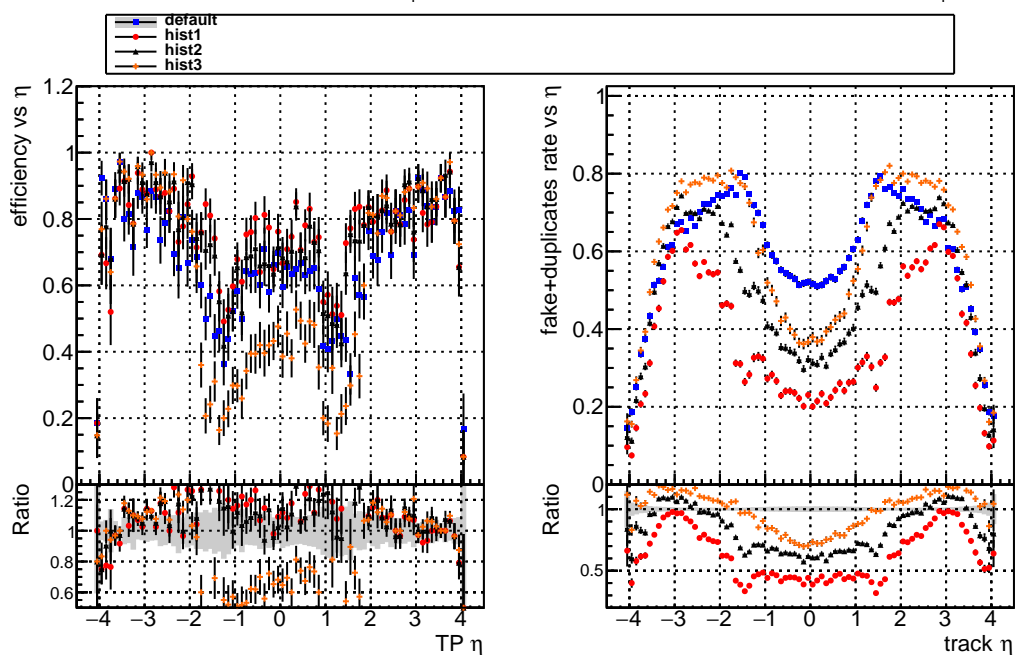 default
hist1
hist2
hist3
efficiency vs η
1.2
1
0.8
0.6
0.4
0.2
0
Ratio
1.2
1
0.8
0.6
−4 −3 −2 −1 0 1 2 3 4
TP η
fake+duplicates rate vs η
1
0.8
0.6
0.4
0.2
0
Ratio
1
0.5
−4 −3 −2 −1 0 1 2 3 4
track η